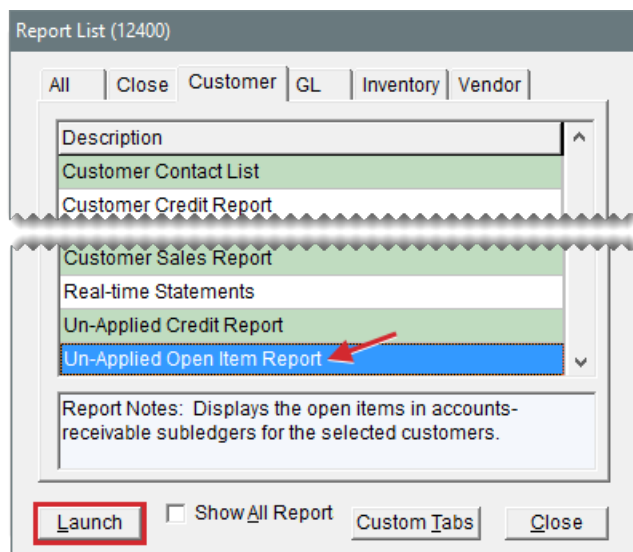 Report List (12400)
All Close Customer GL Inventory Vendor
Description
Customer Contact List
Customer Credit Report
Customer Sales Report
Real-time Statements
Un-Applied Credit Report
Un-Applied Open Item Report
Report Notes: Displays the open items in accounts-
receivable subledgers for the selected customers.
Launch Show All Report Custom Tabs Close